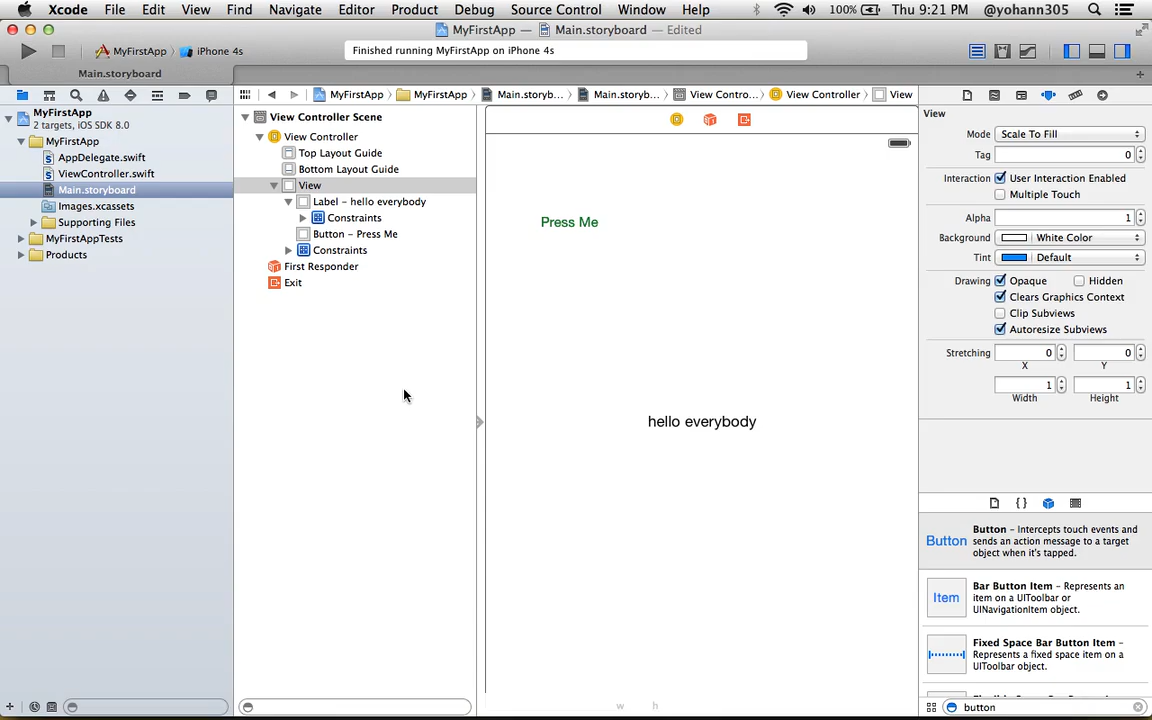 Xcode File Edit View Find Navigate Editor Product Debug Source Control Window Help 100% Thu 9:21 PM @yohann305
MyFirstApp — Main.storyboard — Edited
MyFirstApp 〉 iPhone 4s
Finished running MyFirstApp on iPhone 4s
Main.storyboard
MyFirstApp 〉 MyFirstApp 〉 Main.storyb... 〉 Main.storyb... 〉 View Contro... 〉 View Controller 〉 View
MyFirstApp
2 targets, iOS SDK 8.0
MyFirstApp
AppDelegate.swift
ViewController.swift
Main.storyboard
Images.xcassets
Supporting Files
MyFirstAppTests
Products
View Controller Scene
View Controller
Top Layout Guide
Bottom Layout Guide
View
Label – hello everybody
Constraints
Button – Press Me
Constraints
First Responder
Exit
Press Me
hello everybody
w h
View
Mode Scale To Fill
Tag 0
Interaction User Interaction Enabled
Multiple Touch
Alpha 1
Background White Color
Tint Default
Drawing Opaque Hidden
Clears Graphics Context
Clip Subviews
Autoresize Subviews
Stretching 0 0
X Y
1 1
Width Height
{ }
Button
Button – Intercepts touch events and
sends an action message to a target
object when it's tapped.
Item
Bar Button Item – Represents an
item on a UIToolbar or
UINavigationItem object.
Fixed Space Bar Button Item –
Represents a fixed space item on a
UIToolbar object.
button